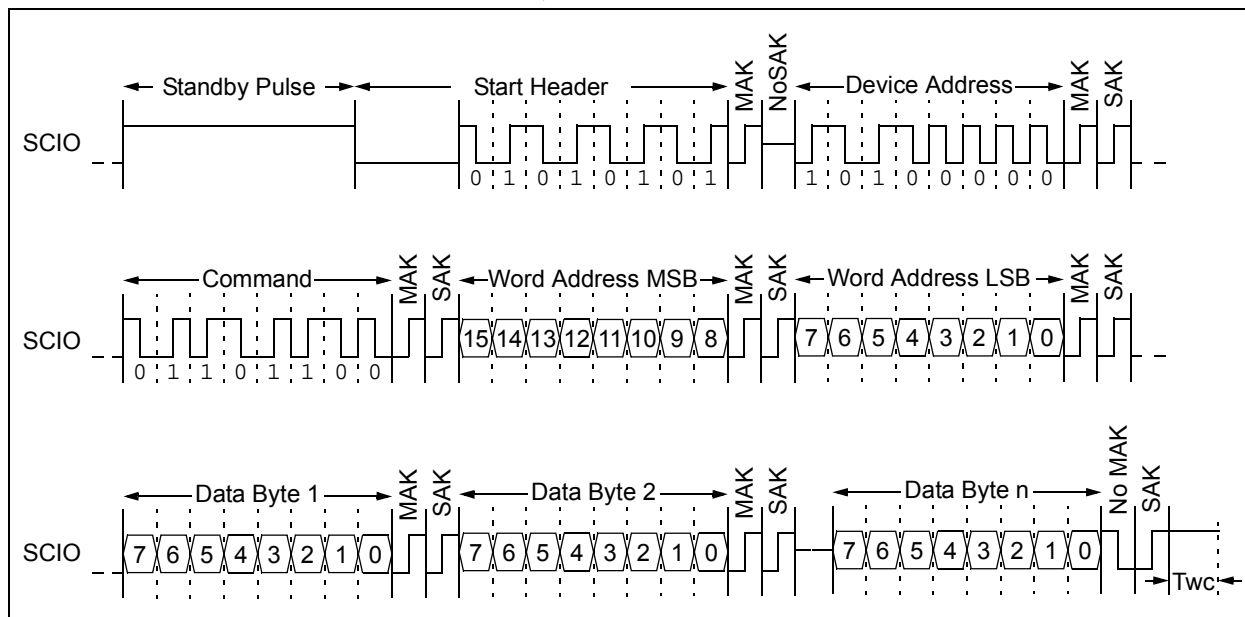 Standby Pulse Start Header MAK NoSAK Device Address MAK SAK
SCIO
0 1 0 1 0 1 0 1 1 0 1 0 0 0 0 0
Command MAK SAK Word Address MSB MAK SAK Word Address LSB MAK SAK
SCIO 15 14 13 12 11 10 9 8 7 6 5 4 3 2 1 0
0 1 1 0 1 1 0 0
Data Byte 1 MAK SAK Data Byte 2 MAK SAK Data Byte n No MAK SAK
SCIO 7 6 5 4 3 2 1 0 7 6 5 4 3 2 1 0 7 6 5 4 3 2 1 0
Twc